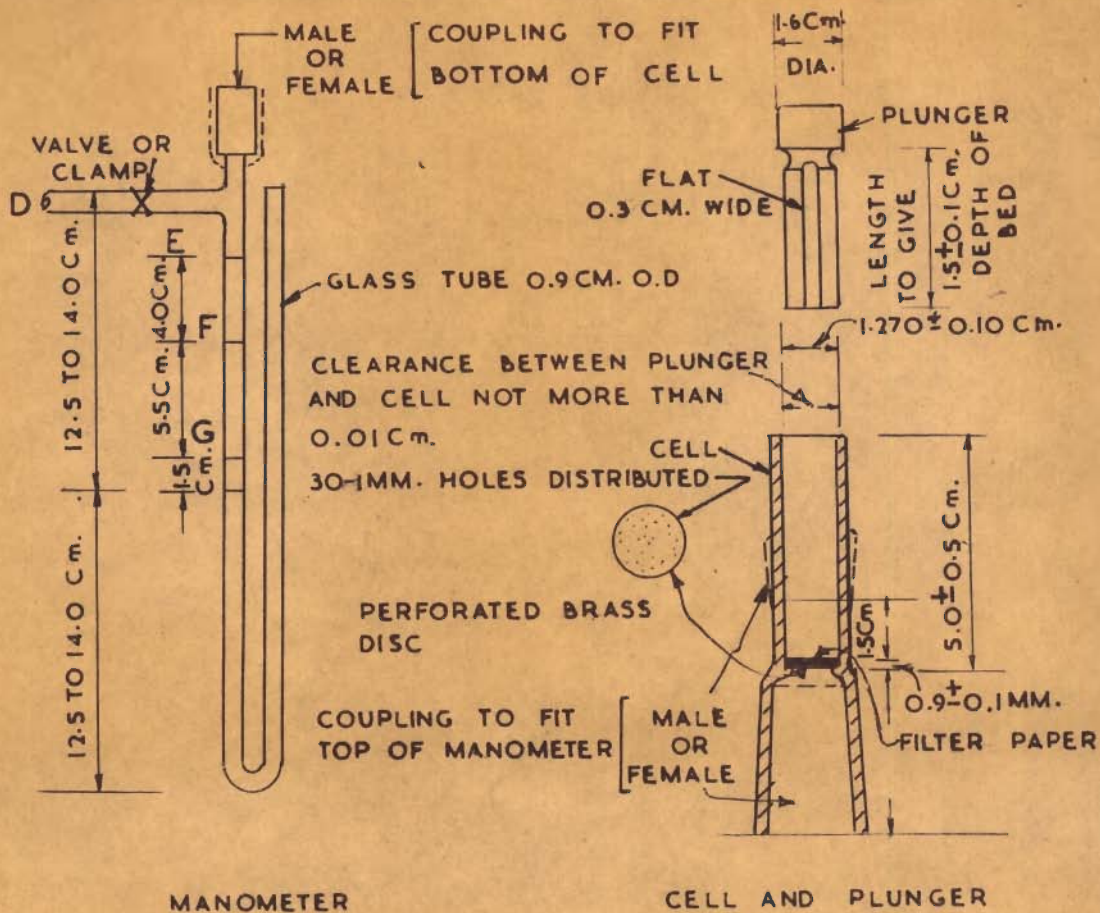 MALE
OR
FEMALE
COUPLING TO FIT
BOTTOM OF CELL
VALVE OR
CLAMP
D
12.5 TO 14.0 Cm.
E
4.0Cm.
F
5.5Cm.
G
1.5 Cm.
C
12.5 TO 14.0 Cm.
GLASS TUBE 0.9CM. O.D
1.6Cm
DIA.
PLUNGER
FLAT
0.3 CM. WIDE
LENGTH
TO GIVE
1.5±0.1Cm.
DEPTH OF
BED
1.270±0.10 Cm.
CLEARANCE BETWEEN PLUNGER
AND CELL NOT MORE THAN
0.01Cm.
CELL
30-1MM. HOLES DISTRIBUTED
PERFORATED BRASS
DISC
5.0±0.5 Cm.
1.5Cm
0.9±0.1MM.
FILTER PAPER
COUPLING TO FIT
TOP OF MANOMETER
MALE
OR
FEMALE
MANOMETER
CELL AND PLUNGER